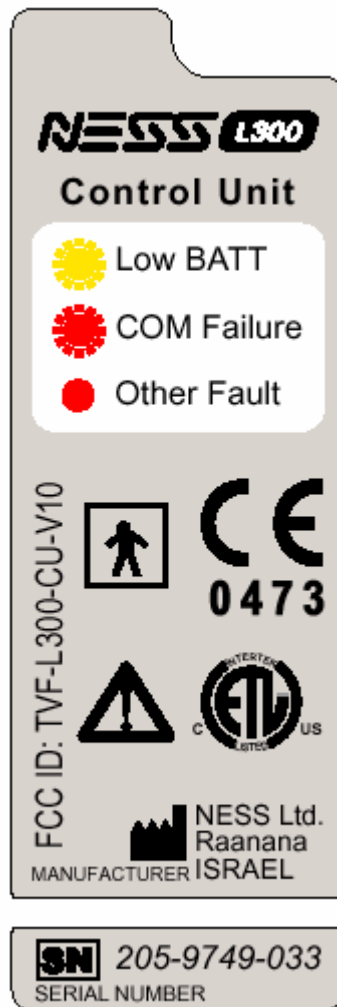 NESS L300
Control Unit
Low BATT
COM Failure
Other Fault
FCC ID: TVF-L300-CU-V10
CE
0473
INTERTEK
ETL
C US
LISTED
NESS Ltd.
Raanana
MANUFACTURER ISRAEL
SN 205-9749-033
SERIAL NUMBER